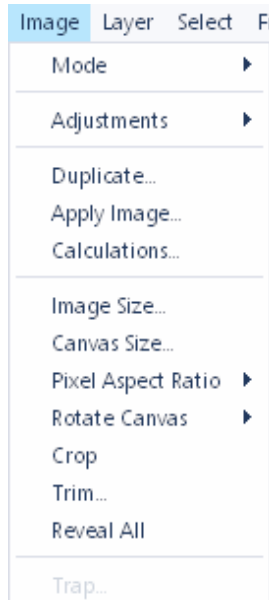 Image Layer Select
Mode
Adjustments
Duplicate...
Apply Image...
Calculations...
Image Size...
Canvas Size...
Pixel Aspect Ratio
Rotate Canvas
Crop
Trim...
Reveal All
Trap...